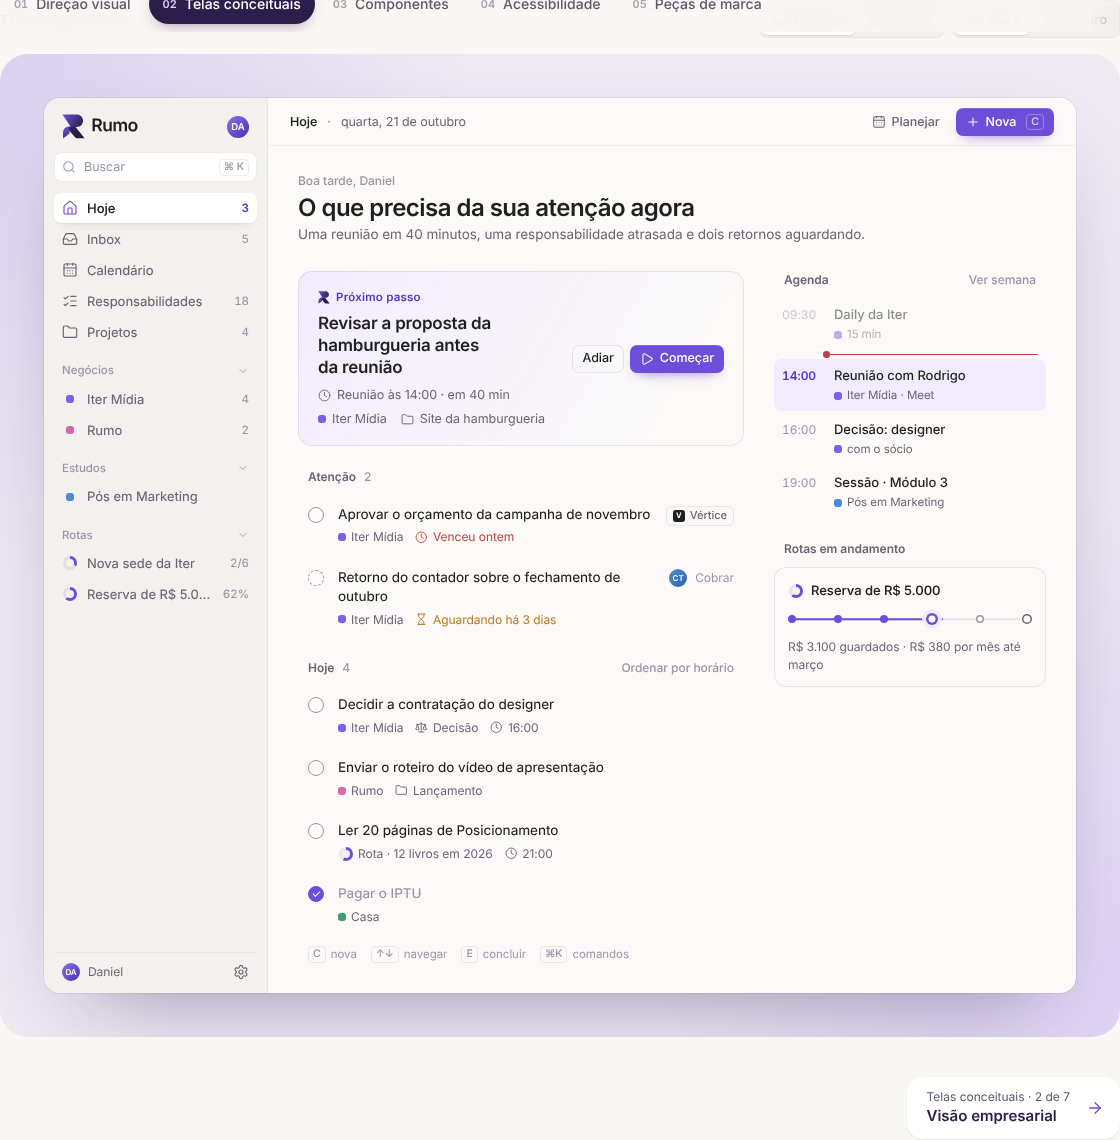 01 Direção visual 02 Telas conceituais 03 Componentes 04 Acessibilidade 05 Peças de marca
Rumo DA
Buscar ⌘ K
Hoje 3
Inbox 5
Calendário
Responsabilidades 18
Projetos 4
Negócios
Iter Mídia 4
Rumo 2
Estudos
Pós em Marketing
Rotas
Nova sede da Iter 2/6
Reserva de R$ 5.0... 62%
DA Daniel
Hoje · quarta, 21 de outubro
Planejar
+ Nova C
Boa tarde, Daniel
O que precisa da sua atenção agora
Uma reunião em 40 minutos, uma responsabilidade atrasada e dois retornos aguardando.
Próximo passo
Revisar a proposta da
hamburgueria antes
da reunião
Adiar
Começar
Reunião às 14:00 · em 40 min
Iter Mídia Site da hamburgueria
Atenção 2
Aprovar o orçamento da campanha de novembro
V Vértice
Iter Mídia Venceu ontem
Retorno do contador sobre o fechamento de
outubro
CT Cobrar
Iter Mídia Aguardando há 3 dias
Hoje 4 Ordenar por horário
Decidir a contratação do designer
Iter Mídia Decisão 16:00
Enviar o roteiro do vídeo de apresentação
Rumo Lançamento
Ler 20 páginas de Posicionamento
Rota · 12 livros em 2026 21:00
Pagar o IPTU
Casa
C nova ↑↓ navegar E concluir ⌘K comandos
Agenda Ver semana
09:30 Daily da Iter
15 min
14:00 Reunião com Rodrigo
Iter Mídia · Meet
16:00 Decisão: designer
com o sócio
19:00 Sessão · Módulo 3
Pós em Marketing
Rotas em andamento
Reserva de R$ 5.000
R$ 3.100 guardados · R$ 380 por mês até
março
Telas conceituais · 2 de 7
Visão empresarial